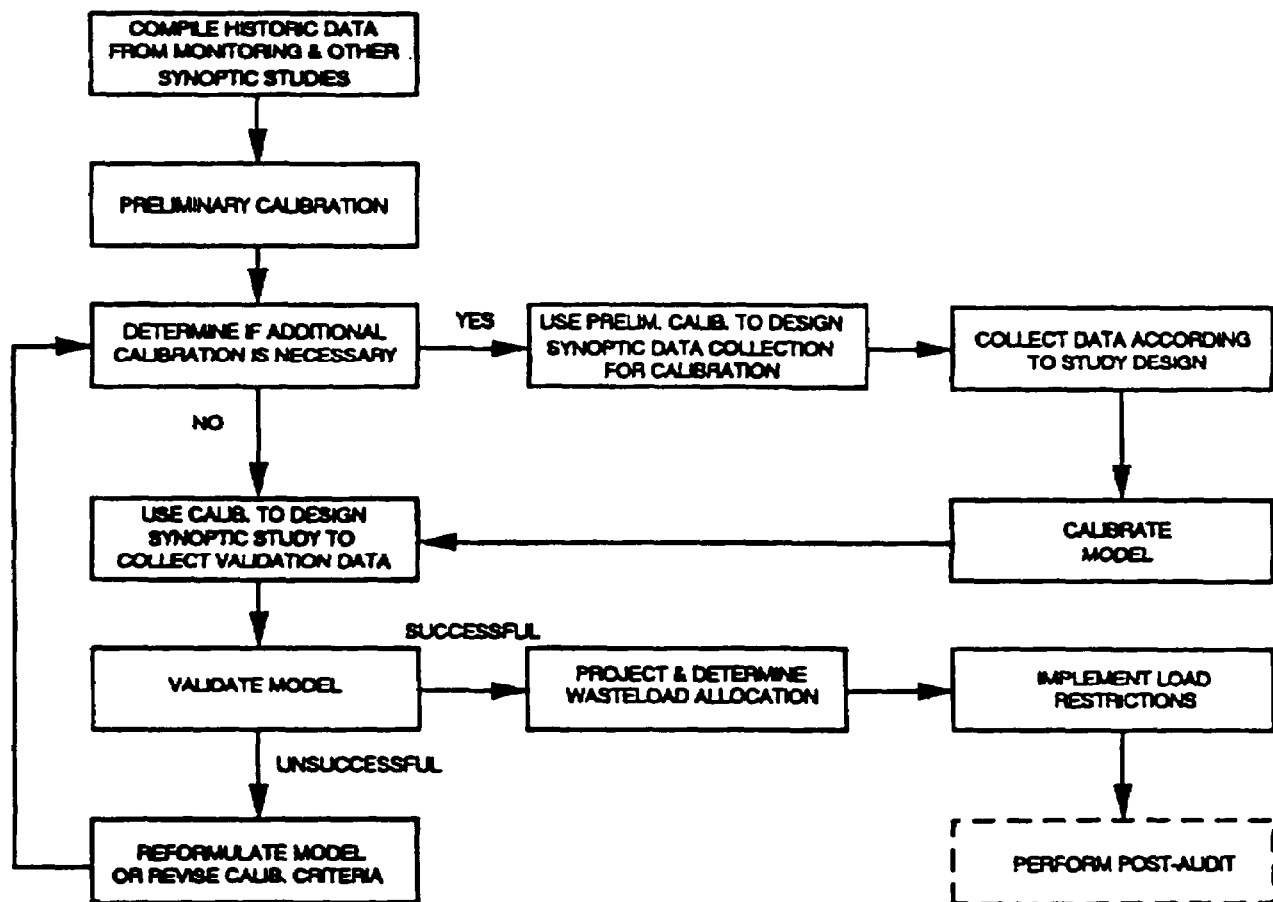 COMPILE HISTORIC DATA
FROM MONITORING & OTHER
SYNOPTIC STUDIES
PRELIMINARY CALIBRATION
DETERMINE IF ADDITIONAL
CALIBRATION IS NECESSARY
YES
USE PRELIM. CALIB. TO DESIGN
SYNOPTIC DATA COLLECTION
FOR CALIBRATION
COLLECT DATA ACCORDING
TO STUDY DESIGN
NO
USE CALIB. TO DESIGN
SYNOPTIC STUDY TO
COLLECT VALIDATION DATA
CALIBRATE
MODEL
SUCCESSFUL
VALIDATE MODEL
PROJECT & DETERMINE
WASTELOAD ALLOCATION
IMPLEMENT LOAD
RESTRICTIONS
UNSUCCESSFUL
REFORMULATE MODEL
OR REVISE CALIB. CRITERIA
PERFORM POST-AUDIT